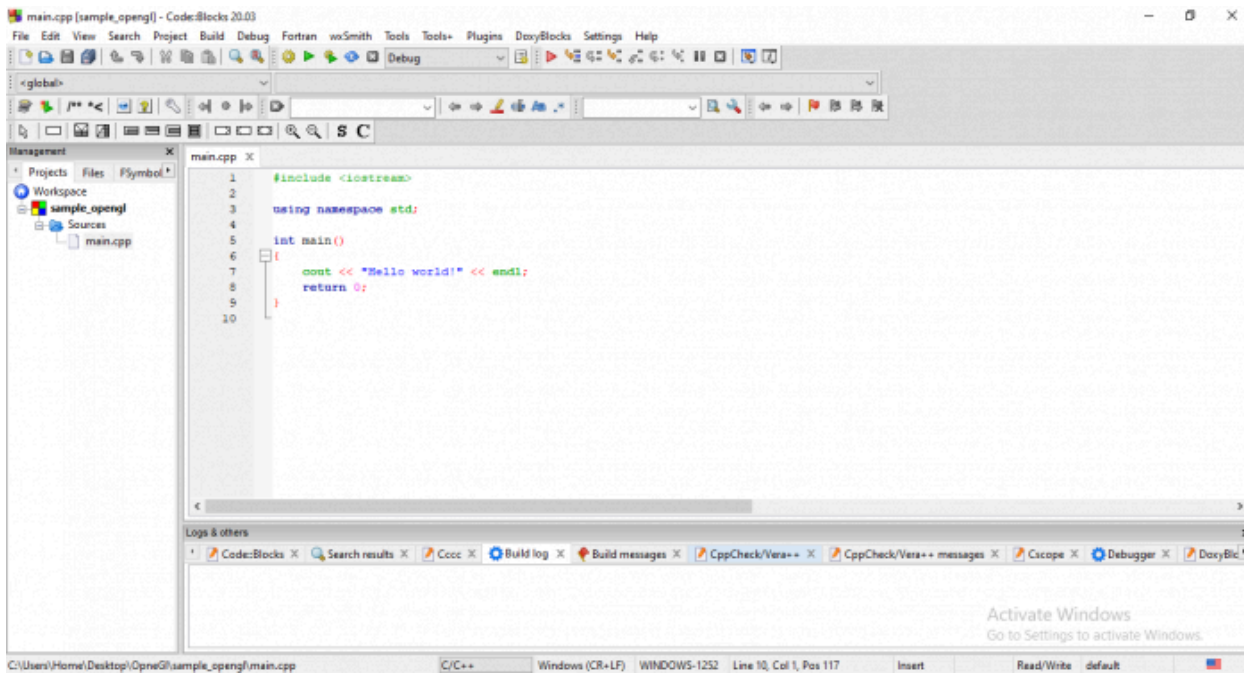 main.cpp [sample_opengl] - Code::Blocks 20.03
File Edit View Search Project Build Debug Fortran wxSmith Tools Tools+ Plugins DoxyBlocks Settings Help
Debug
<global>
/** *<
S C
Management
Projects Files FSymbol
main.cpp
Workspace
sample_opengl
Sources
main.cpp
1 #include <iostream>
2
3 using namespace std;
4
5 int main()
6 {
7 cout << "Hello world!" << endl;
8 return 0;
9 }
10
Logs & others
Code::Blocks Search results Cccc Build log Build messages CppCheck/Vera++ CppCheck/Vera++ messages Cscope Debugger DoxyBlc
Activate Windows
Go to Settings to activate Windows.
C:\Users\Home\Desktop\OpneGl\sample_opengl\main.cpp C/C++ Windows (CR+LF) WINDOWS-1252 Line 10, Col 1, Pos 117 Insert Read/Write default